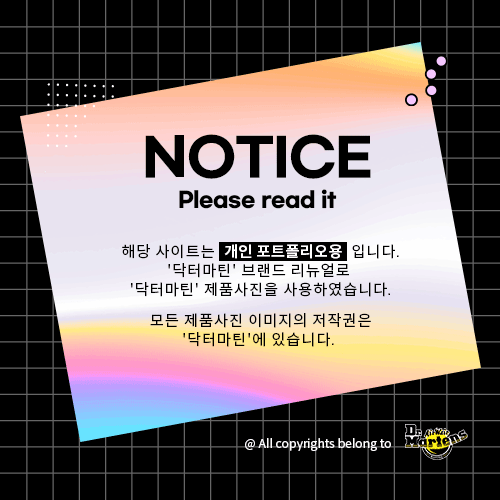 NOTICE
Please read it
해당 사이트는 개인 포트폴리오용 입니다.
'닥터마틴' 브랜드 리뉴얼로
'닥터마틴' 제품사진을 사용하였습니다.
모든 제품사진 이미지의 저작권은
'닥터마틴'에 있습니다.
@ All copyrights belong to
Dr. Martens